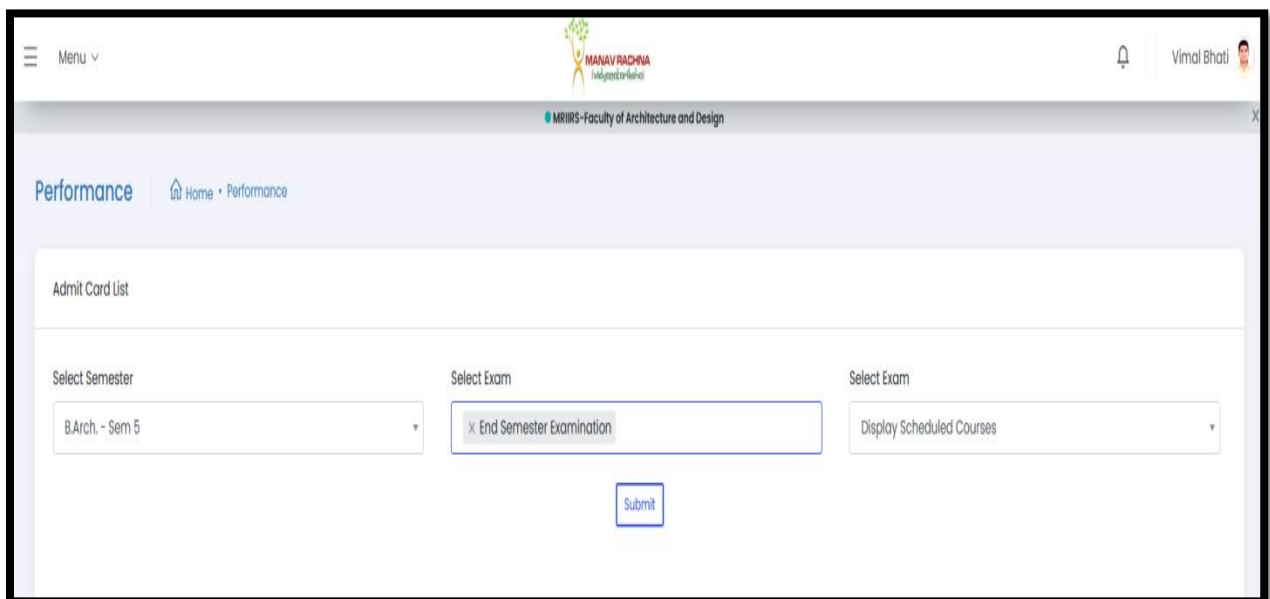 Menu
MANAV RACHNA
Vimal Bhati
MRIIRS-Faculty of Architecture and Design
X
Performance
Home • Performance
Admit Card List
Select Semester
Select Exam
Select Exam
B.Arch. - Sem 5
× End Semester Examination
Display Scheduled Courses
Submit